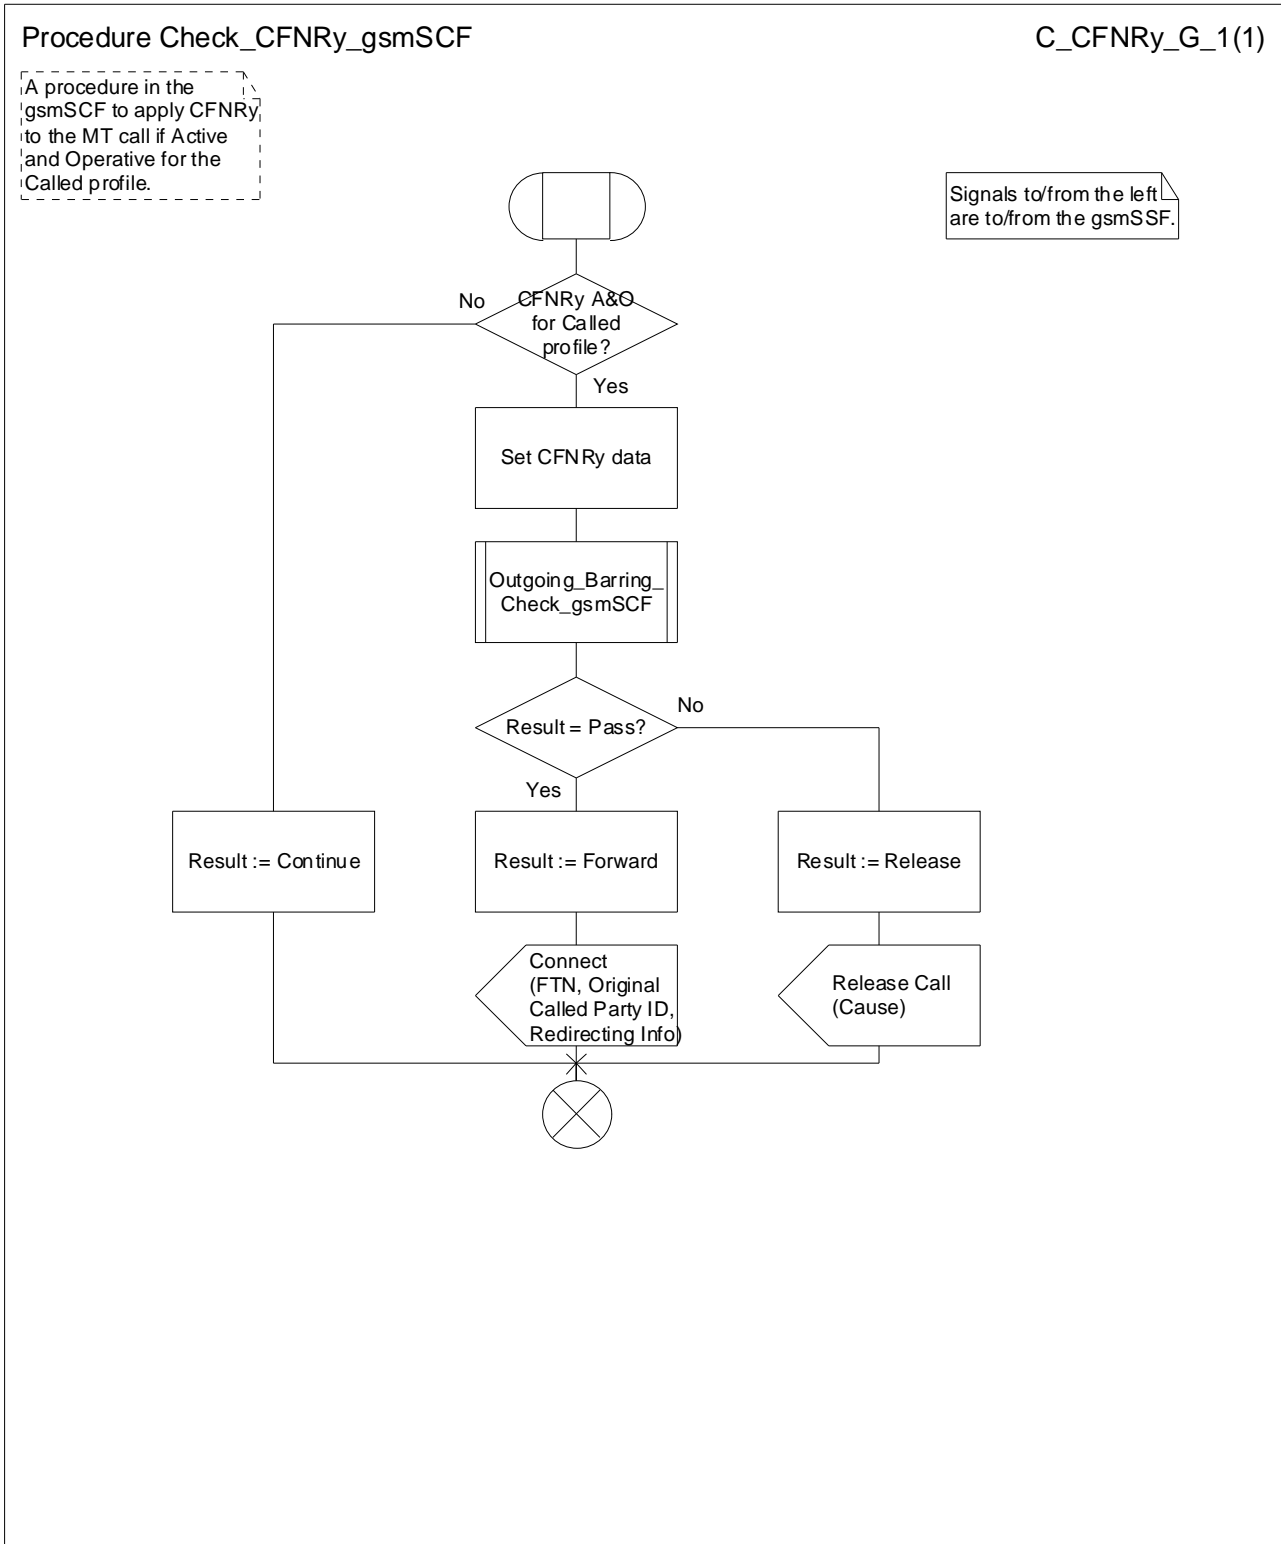 Procedure Check_CFNRy_gsmSCF
C_CFNRy_G_1(1)
A procedure in the
gsmSCF to apply CFNRy
to the MT call if Active
and Operative for the
Called profile.
Signals to/from the left
are to/from the gsmSSF.
No
CFNRy A&O
for Called
profile?
Yes
Set CFNRy data
Outgoing_Barring_
Check_gsmSCF
Result = Pass?
No
Yes
Result := Continue
Result := Forward
Result := Release
Connect
(FTN, Original
Called Party ID,
Redirecting Info)
Release Call
(Cause)